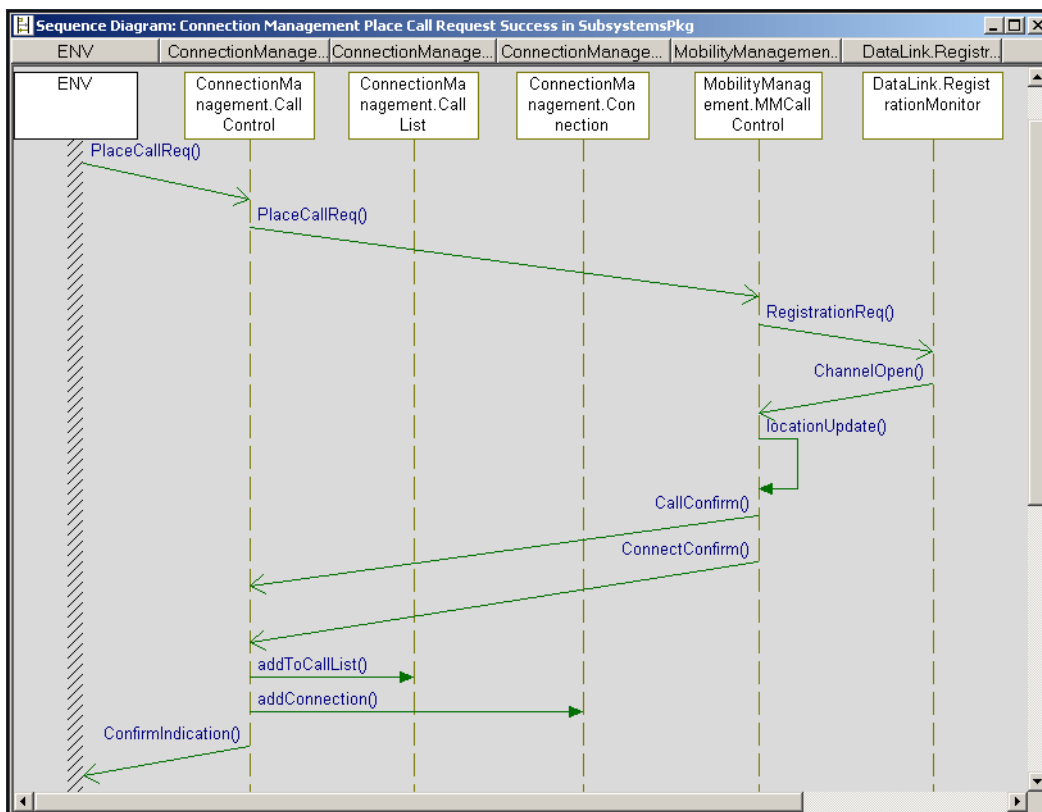 Sequence Diagram: Connection Management Place Call Request Success in SubsystemsPkg
ENV
ConnectionManage...
ConnectionManage...
ConnectionManage...
MobilityManagemen...
DataLink.Registr...
ENV
ConnectionMa
nagement.Call
Control
ConnectionMa
nagement.Call
List
ConnectionMa
nagement.Con
nection
MobilityManag
ement.MMCall
Control
DataLink.Regist
rationMonitor
PlaceCallReq()
PlaceCallReq()
RegistrationReq()
ChannelOpen()
locationUpdate()
CallConfirm()
ConnectConfirm()
addToCallList()
addConnection()
ConfirmIndication()